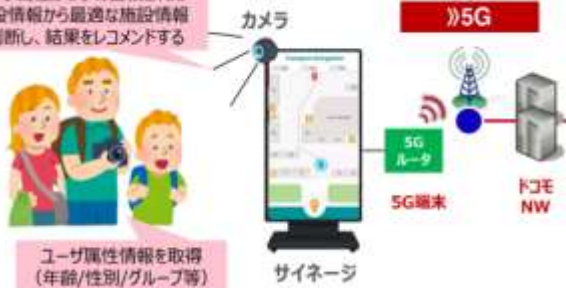 設情報から最適な施設情報
判断し、結果をレコメンドする
カメラ
》5G
5G
ルータ
5G端末
ドコモ
NW
ユーザ属性情報を取得
(年齢/性別/グループ等)
サイネージ